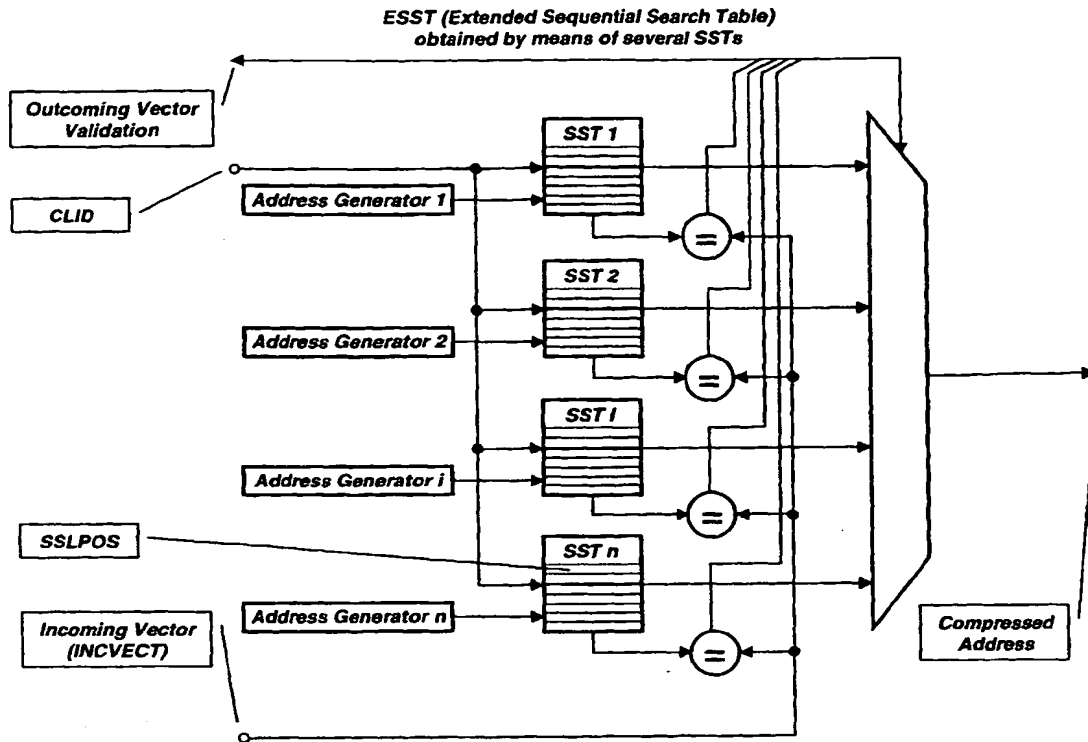 ESST (Extended Sequential Search Table)
obtained by means of several SSTs
Outcoming Vector
Validation
CLID
SST 1
Address Generator 1
=
SST 2
Address Generator 2
=
SST I
Address Generator i
=
SSLPOS
SST n
Address Generator n
=
Incoming Vector
(INCVECT)
Compressed
Address